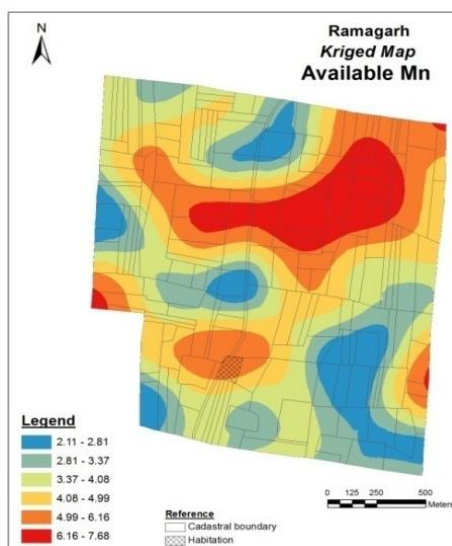 N
Ramagarh
Kriged Map
Available Mn
Legend
2.11 - 2.81
2.81 - 3.37
3.37 - 4.08
4.08 - 4.99
4.99 - 6.16
6.16 - 7.68
Reference
Cadastral boundary
Habitation
0 125 250 500
Meters